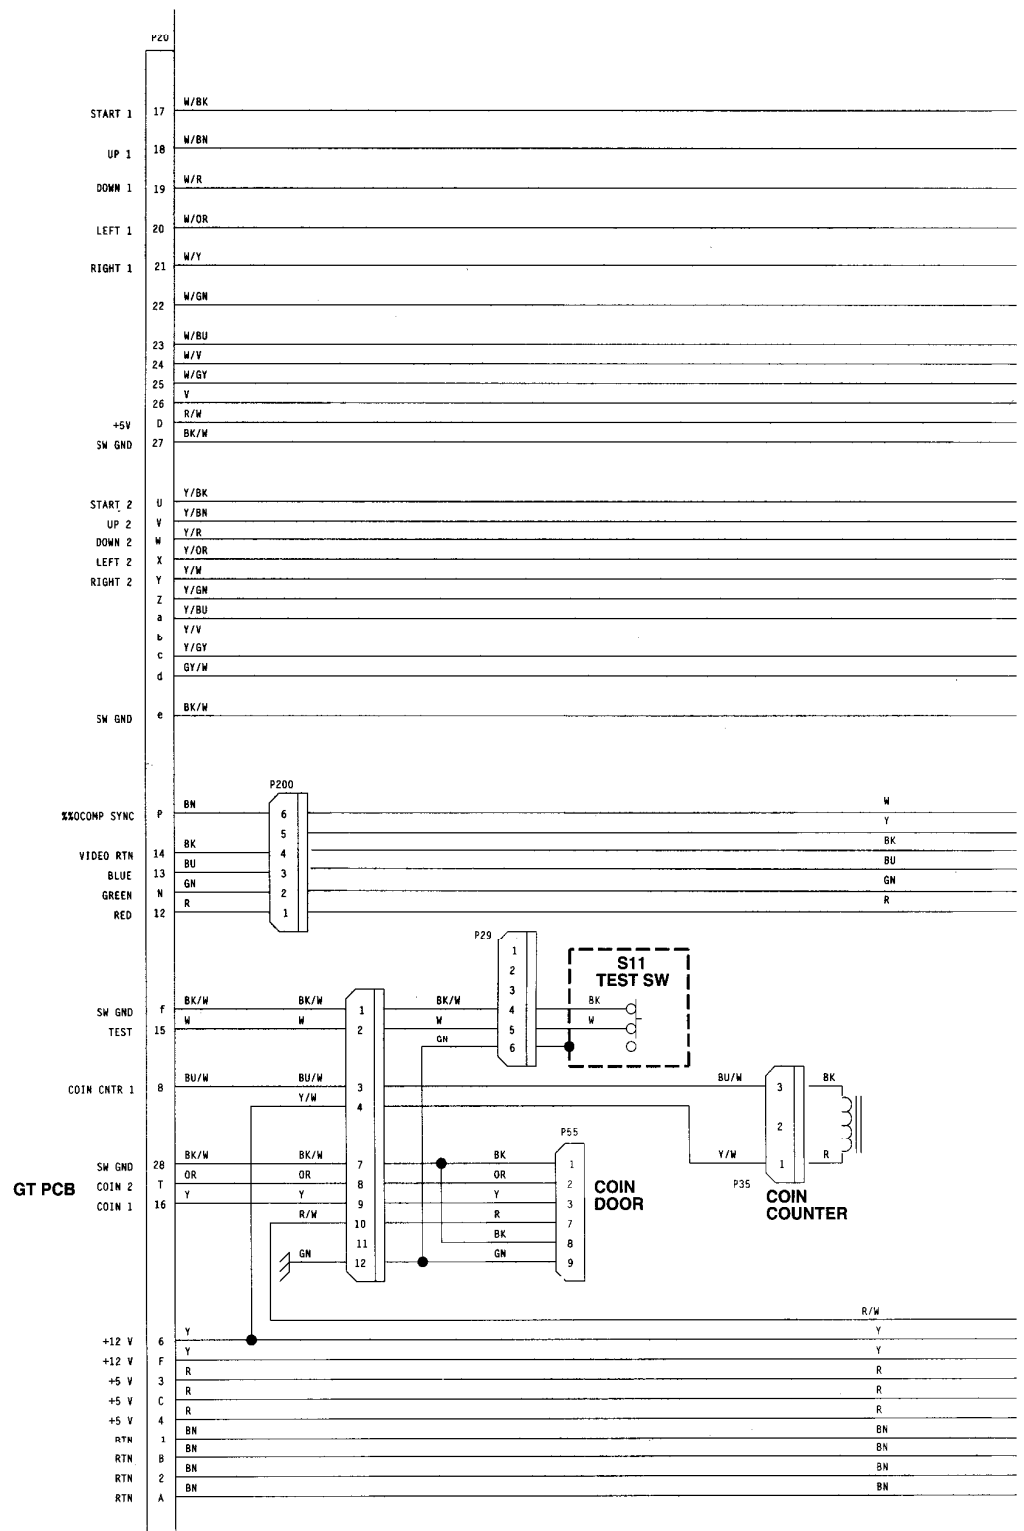 P20
START 1 17 W/BK
UP 1 18 W/BN
DOWN 1 19 W/R
LEFT 1 20 W/OR
RIGHT 1 21 W/Y
22 W/GN
23 W/BU
24 W/V
25 W/GY
26 V
+5V D R/W
SW GND 27 BK/W
START 2 U Y/BK
UP 2 V Y/BN
DOWN 2 W Y/R
LEFT 2 X Y/OR
RIGHT 2 Y Y/W
Z Y/GN
a Y/BU
b Y/V
c Y/GY
d GY/W
SW GND e BK/W
P200
%%0COMP SYNC P BN 6 W
5 Y
VIDEO RTN 14 BK 4 BK
BLUE 13 BU 3 BU
GREEN N GN 2 GN
RED 12 R 1 R
P29
1
2
3
S11
TEST SW
SW GND f BK/W BK/W 1 BK/W 4 BK
TEST 15 W W 2 W 5 W
GN 6
COIN CNTR 1 8 BU/W BU/W 3 BU/W 3 BK
Y/W 4
2
P55
SW GND 28 BK/W BK/W 7 BK 1 Y/W 1 R
GT PCB
COIN 2 T OR OR 8 OR 2
COIN 1 16 Y Y 9 Y 3
R/W 10 R 7
11 BK 8
GN 12 GN 9
COIN
DOOR
P35
COIN
COUNTER
R/W
+12 V 6 Y Y
+12 V F Y Y
+5 V 3 R R
+5 V C R R
+5 V 4 R R
RTN 1 BN BN
RTN B BN BN
RTN 2 BN BN
RTN A BN BN